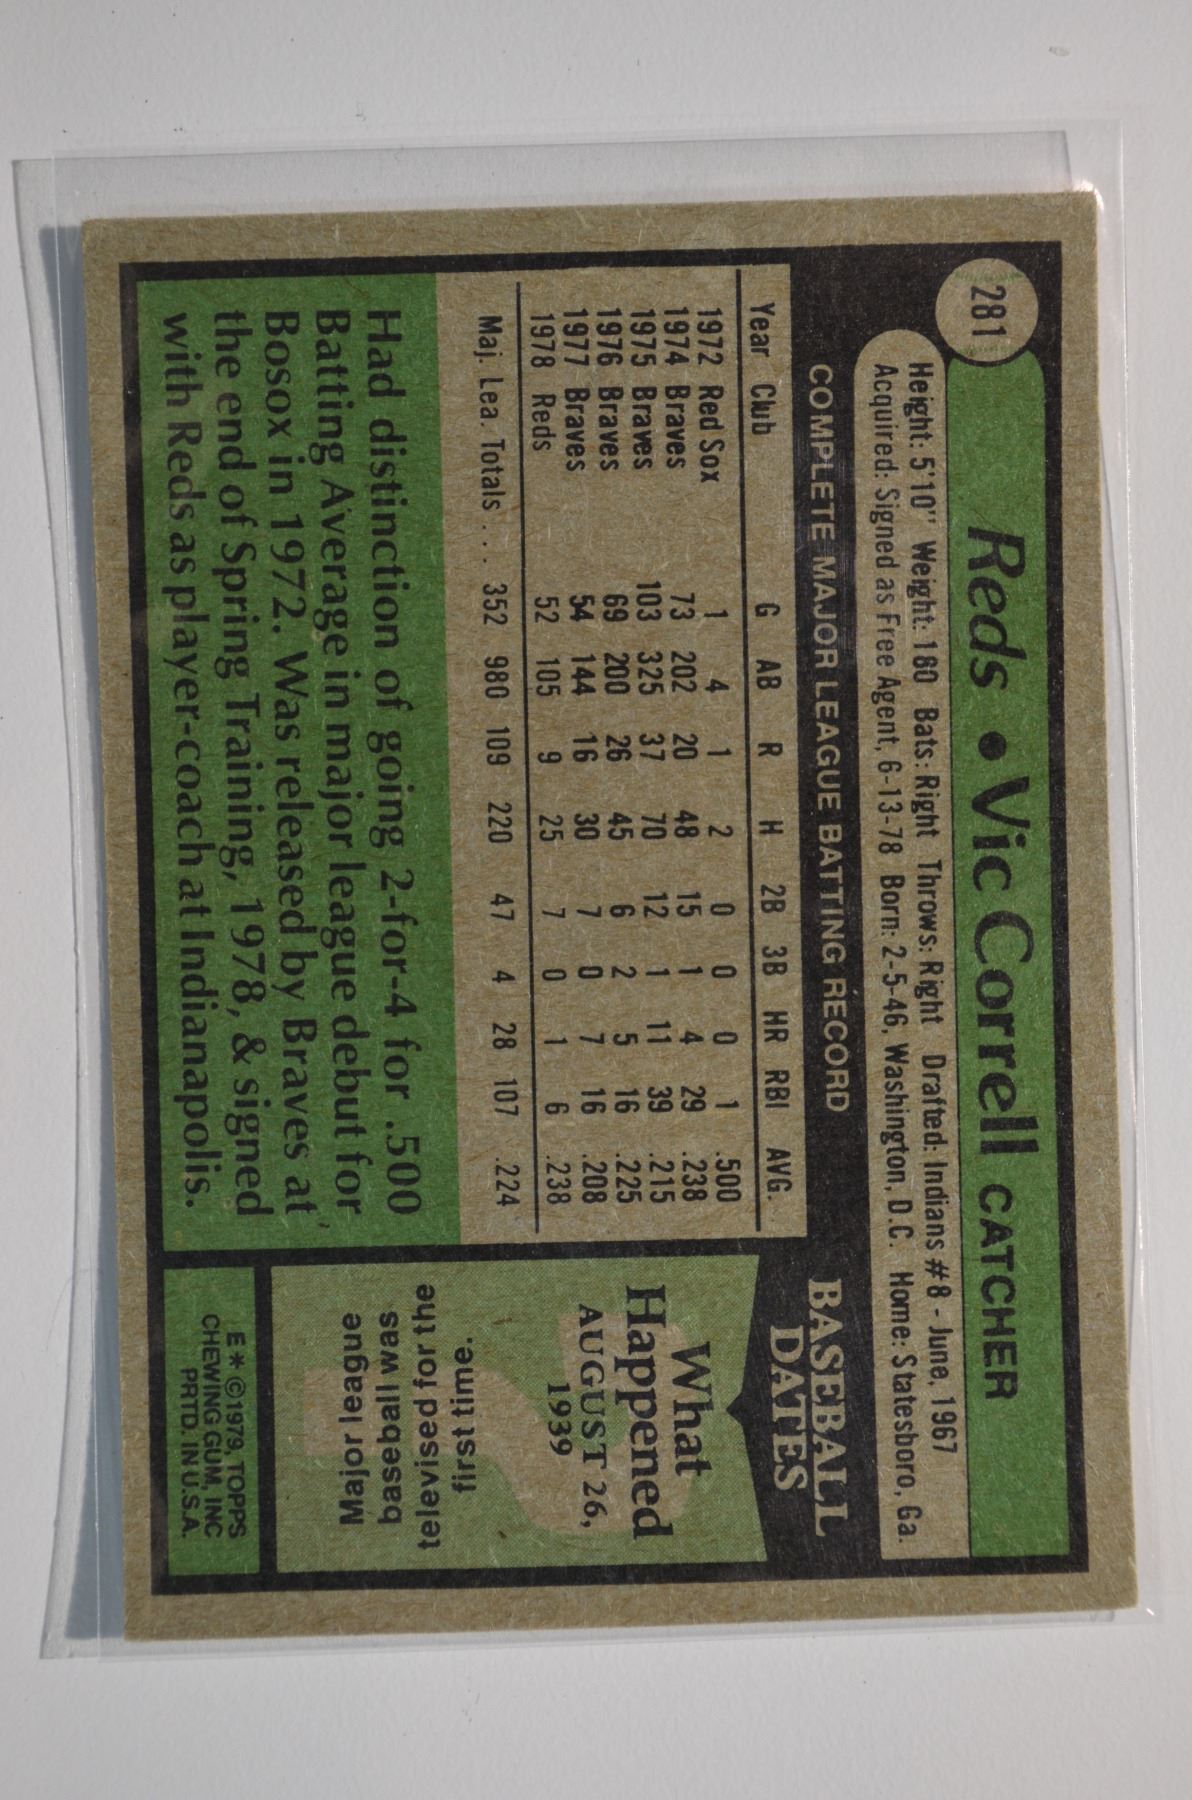 281
Reds • Vic Correll CATCHER
Height: 5'10" Weight: 180 Bats: Right Throws: Right Drafted: Indians #8 - June, 1967
Acquired: Signed as Free Agent, 6-13-78 Born: 2-5-46, Washington, D.C. Home: Statesboro, Ga.
COMPLETE MAJOR LEAGUE BATTING RECORD
Year Club G AB R H 2B 3B HR RBI AVG.
1972 Red Sox 1 4 1 2 0 0 0 1 .500
1974 Braves 73 202 20 48 15 1 4 29 .238
1975 Braves 103 325 37 70 12 1 11 39 .215
1976 Braves 69 200 26 45 6 2 5 16 .225
1977 Braves 54 144 16 30 7 0 7 16 .208
1978 Reds 52 105 9 25 7 0 1 6 .238
Maj. Lea. Totals . . 352 980 109 220 47 4 28 107 .224
Had distinction of going 2-for-4 for .500
Batting Average in major league debut for
Bosox in 1972. Was released by Braves at
the end of Spring Training, 1978, & signed
with Reds as player-coach at Indianapolis.
BASEBALL
DATES
What
Happened
AUGUST 26,
1939
Major league
baseball was
televised for the
first time.
E * © 1979, TOPPS
CHEWING GUM, INC
PRTD. IN U.S.A.